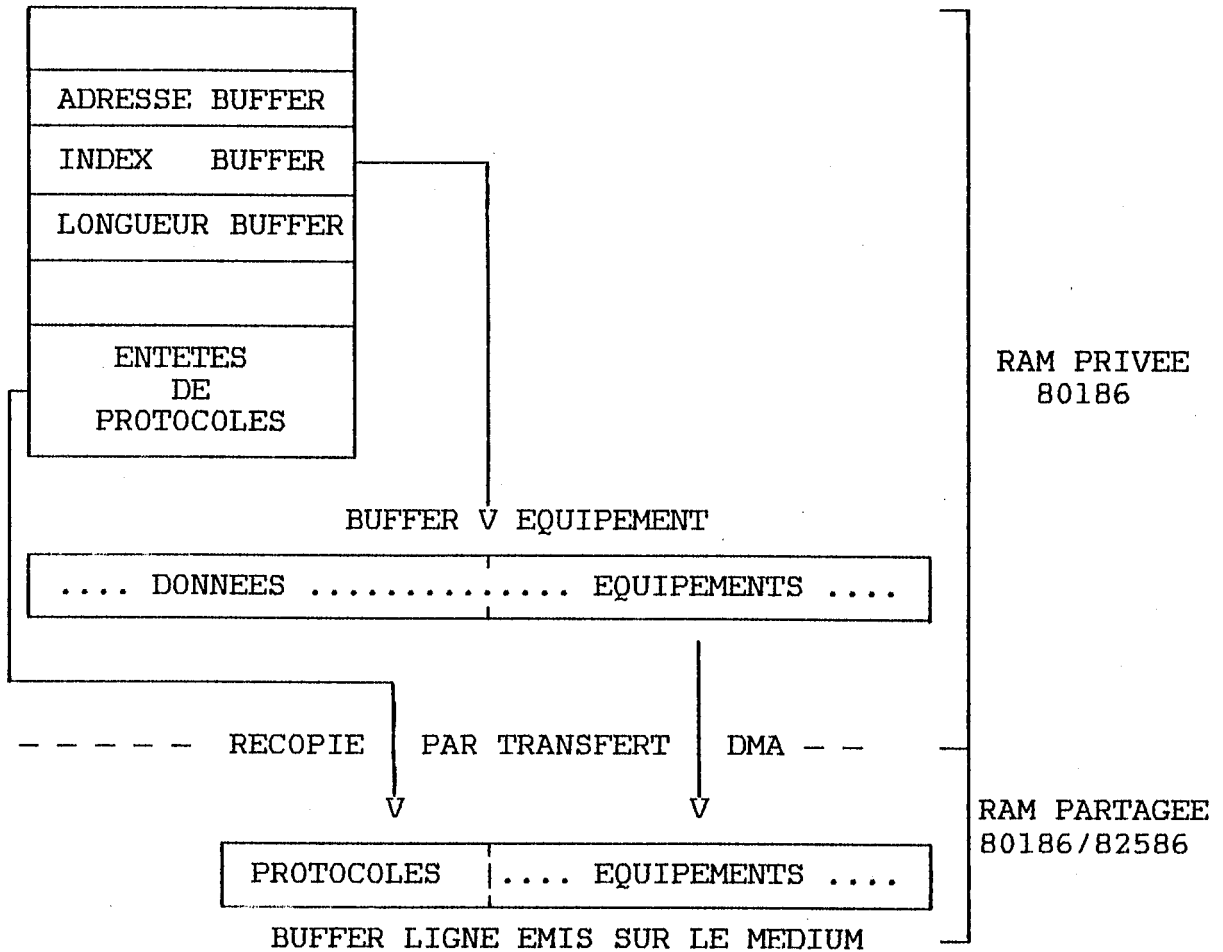 ADRESSE BUFFER
INDEX BUFFER
LONGUEUR BUFFER
ENTETES
DE
PROTOCOLES
RAM PRIVEE
80186
BUFFER V EQUIPEMENT
.... DONNEES .............. EQUIPEMENTS ....
– – – – – RECOPIE PAR TRANSFERT DMA – –
V V
RAM PARTAGEE
80186/82586
PROTOCOLES .... EQUIPEMENTS ....
BUFFER LIGNE EMIS SUR LE MEDIUM